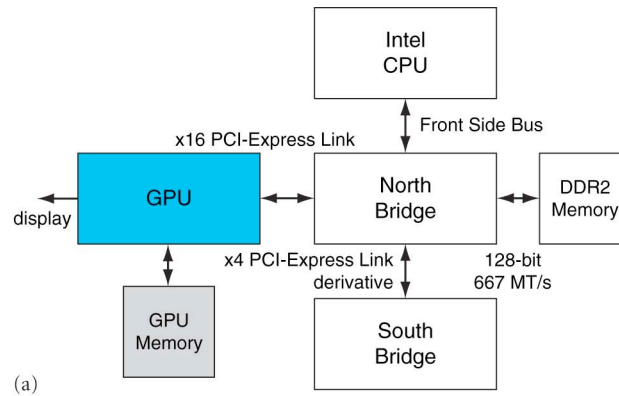 Intel
CPU
Front Side Bus
x16 PCI-Express Link
GPU
North
Bridge
DDR2
Memory
display
x4 PCI-Express Link
derivative
128-bit
667 MT/s
GPU
Memory
South
Bridge
(a)